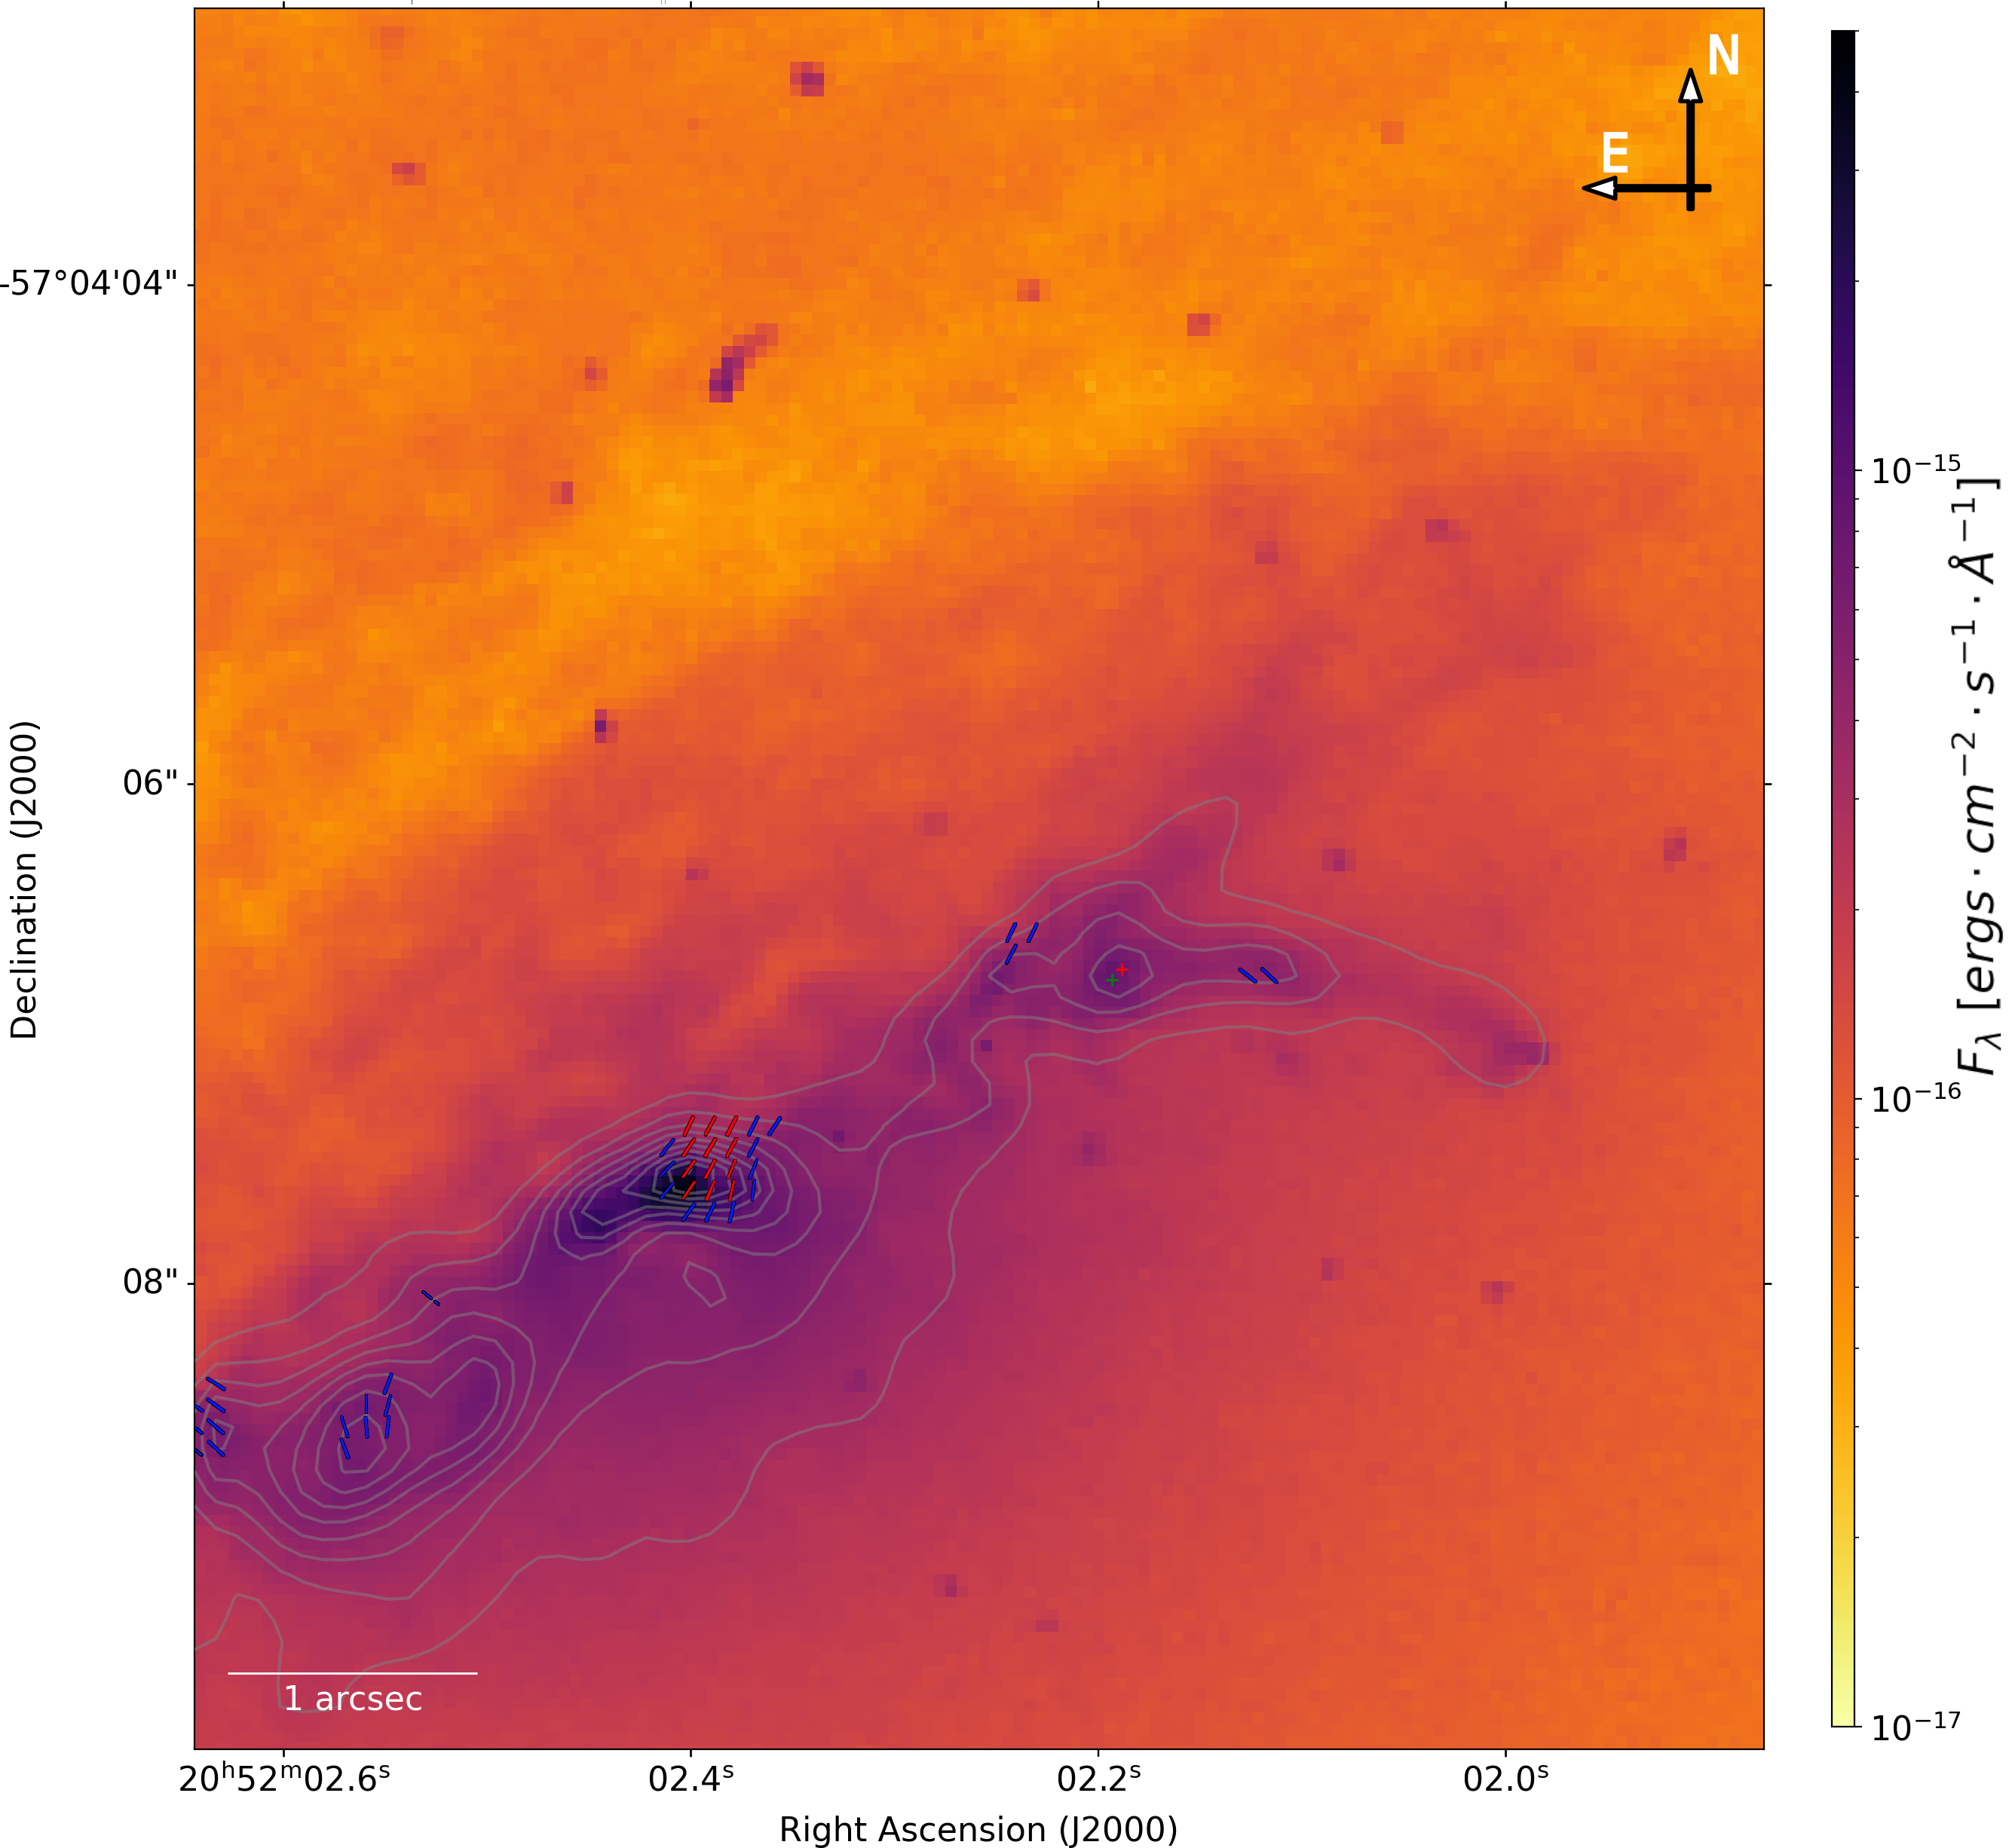 N
E
-57°04'04"
06"
08"
Declination (J2000)
1 arcsec
20ʰ52ᵐ02.6ˢ
02.4ˢ
02.2ˢ
02.0ˢ
Right Ascension (J2000)
10⁻¹⁵
10⁻¹⁶
10⁻¹⁷
F_λ [ergs · cm⁻² · s⁻¹ · Å⁻¹]